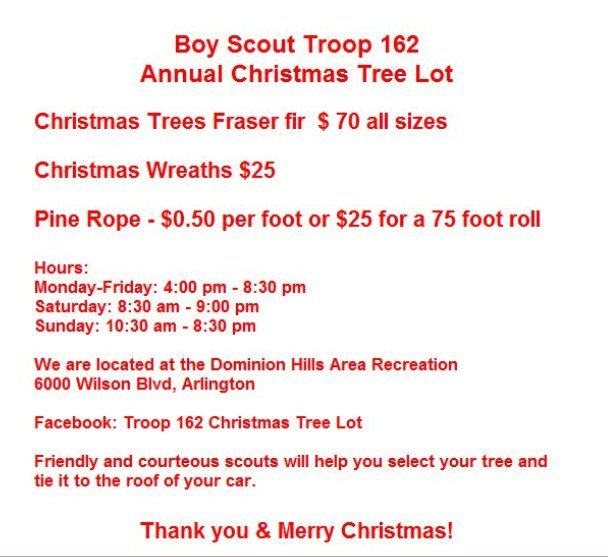 Boy Scout Troop 162
Annual Christmas Tree Lot
Christmas Trees Fraser fir $ 70 all sizes
Christmas Wreaths $25
Pine Rope - $0.50 per foot or $25 for a 75 foot roll
Hours:
Monday-Friday: 4:00 pm - 8:30 pm
Saturday: 8:30 am - 9:00 pm
Sunday: 10:30 am - 8:30 pm
We are located at the Dominion Hills Area Recreation
6000 Wilson Blvd, Arlington
Facebook: Troop 162 Christmas Tree Lot
Friendly and courteous scouts will help you select your tree and
tie it to the roof of your car.
Thank you & Merry Christmas!